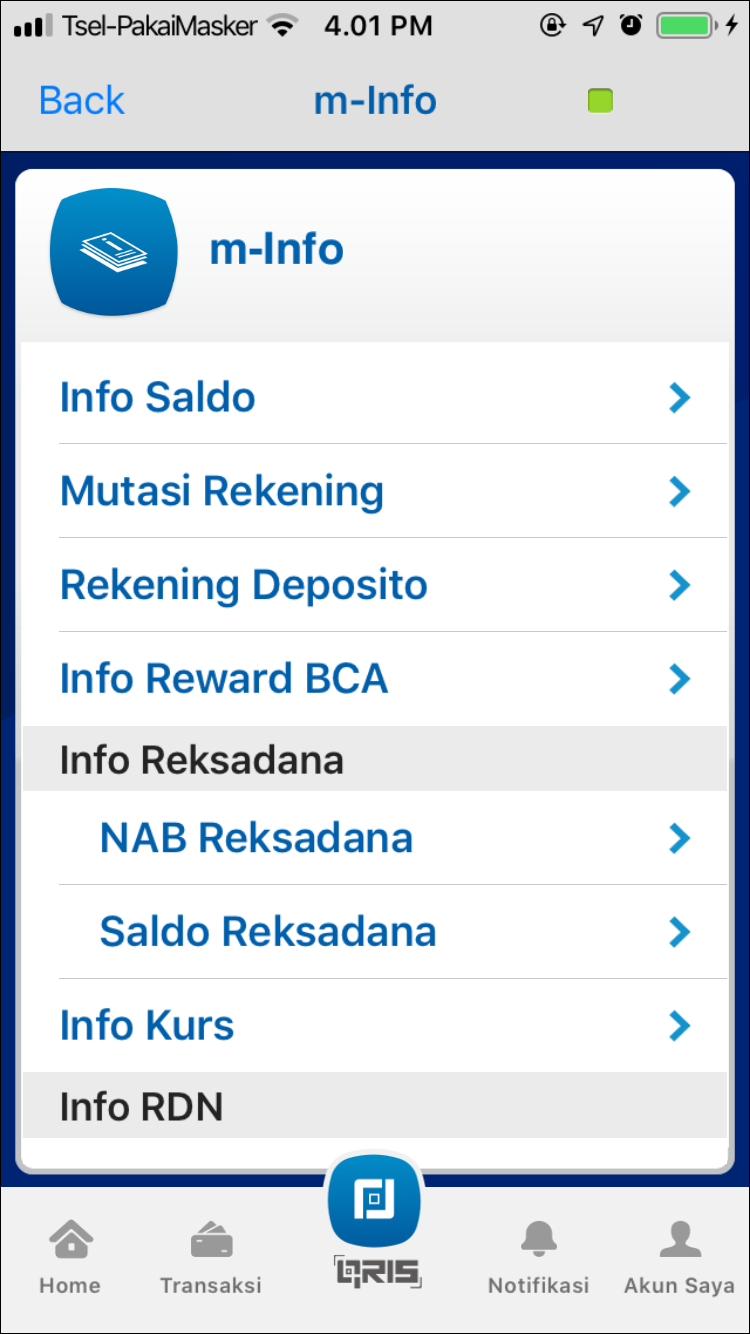 Tsel-PakaiMasker 4.01 PM
Back m-Info
m-Info
Info Saldo
Mutasi Rekening
Rekening Deposito
Info Reward BCA
Info Reksadana
NAB Reksadana
Saldo Reksadana
Info Kurs
Info RDN
QRIS
Home Transaksi Notifikasi Akun Saya